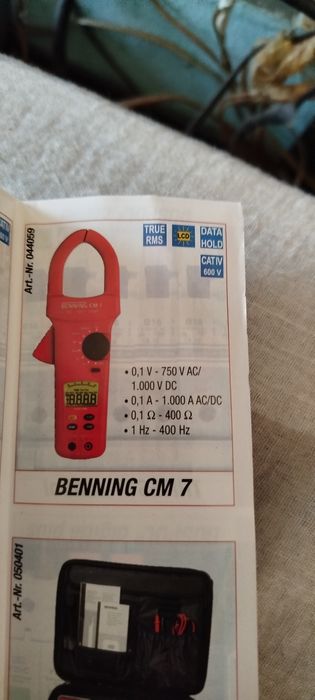 Art.-Nr. 044059
TRUE
RMS
LCD
DATA
HOLD
CAT IV
600 V
BENNING CM 7
• 0,1 V - 750 V AC/
1.000 V DC
• 0,1 A - 1.000 A AC/DC
• 0,1 Ω - 400 Ω
• 1 Hz - 400 Hz
BENNING CM 7
Art.-Nr. 050401